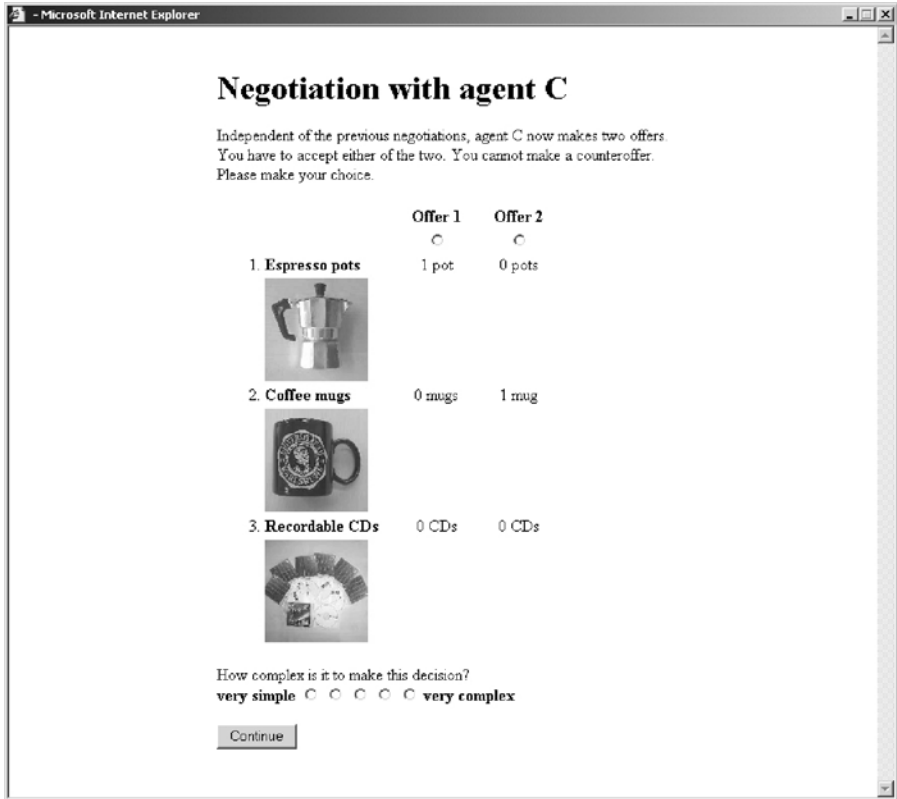 - Microsoft Internet Explorer
Negotiation with agent C
Independent of the previous negotiations, agent C now makes two offers.
You have to accept either of the two. You cannot make a counteroffer.
Please make your choice.
Offer 1 Offer 2
1. Espresso pots 1 pot 0 pots
2. Coffee mugs 0 mugs 1 mug
3. Recordable CDs 0 CDs 0 CDs
How complex is it to make this decision?
very simple very complex
Continue